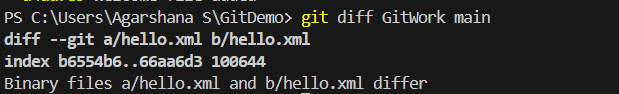 PS C:\Users\Agarshana S\GitDemo> git diff GitWork main
diff --git a/hello.xml b/hello.xml
index b6554b6..66aa6d3 100644
Binary files a/hello.xml and b/hello.xml differ